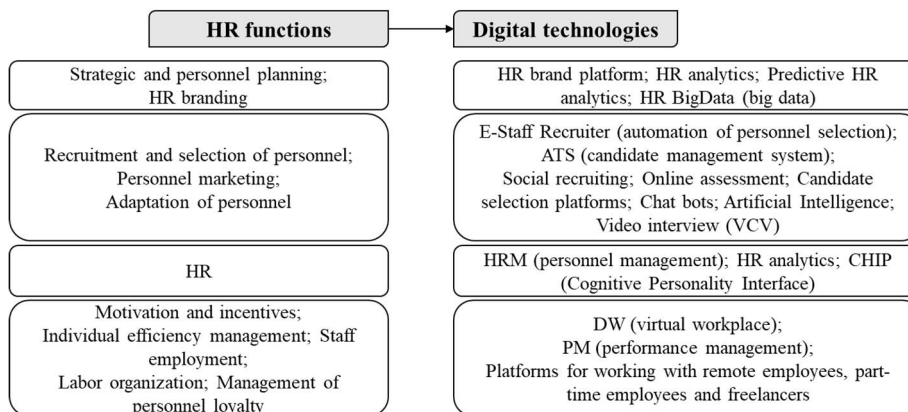 HR functions
Digital technologies
Strategic and personnel planning;
HR branding
HR brand platform; HR analytics; Predictive HR
analytics; HR BigData (big data)
Recruitment and selection of personnel;
Personnel marketing;
Adaptation of personnel
E-Staff Recruiter (automation of personnel selection);
ATS (candidate management system);
Social recruiting; Online assessment; Candidate
selection platforms; Chat bots; Artificial Intelligence;
Video interview (VCV)
HR
HRM (personnel management); HR analytics; CHIP
(Cognitive Personality Interface)
Motivation and incentives;
Individual efficiency management; Staff
employment;
Labor organization; Management of
personnel loyalty
DW (virtual workplace);
PM (performance management);
Platforms for working with remote employees, part-
time employees and freelancers